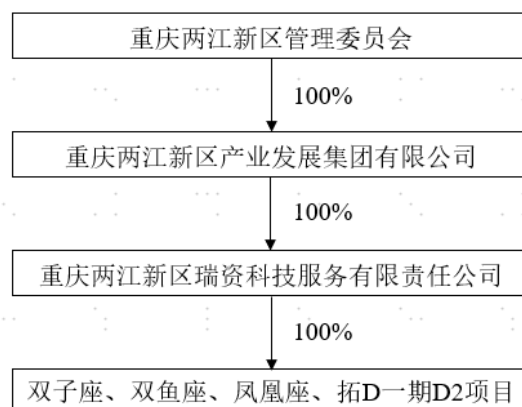 重庆两江新区管理委员会
100%
重庆两江新区产业发展集团有限公司
100%
重庆两江新区瑞资科技服务有限责任公司
100%
双子座、双鱼座、凤凰座、拓D一期D2项目